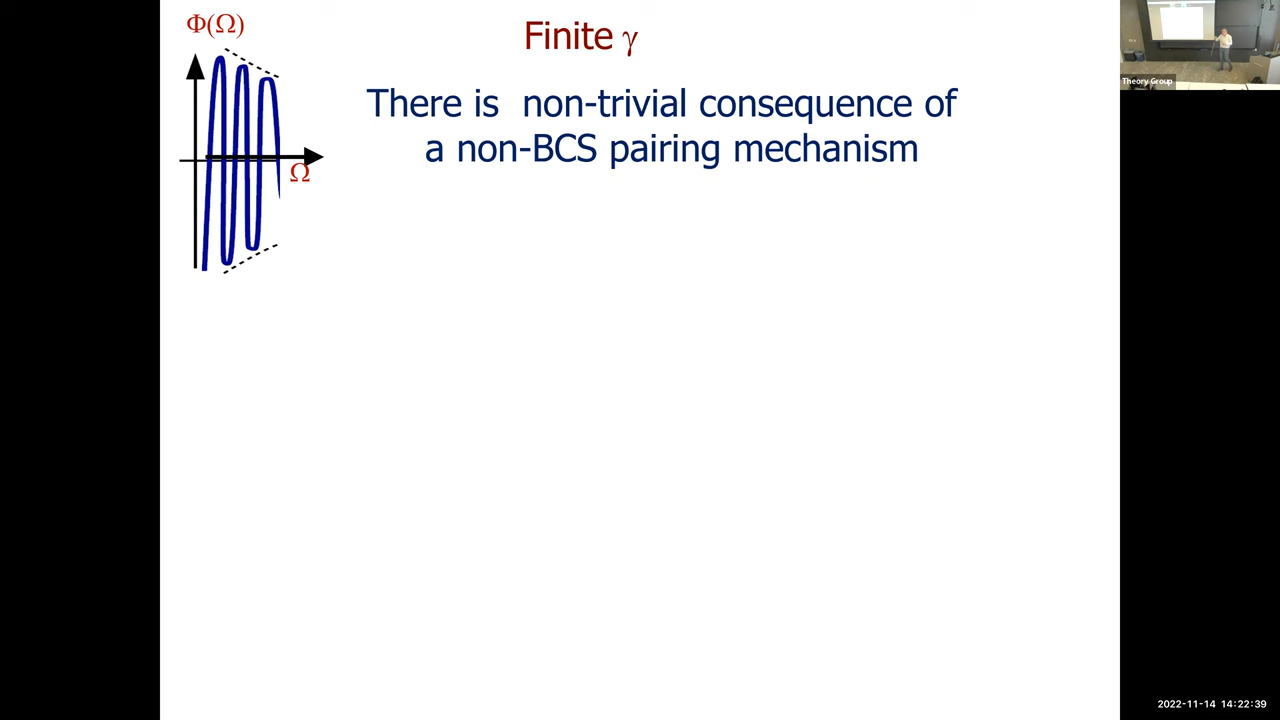 Φ(Ω)
Finite γ
There is non-trivial consequence of
a non-BCS pairing mechanism
Ω
Theory Group
2022-11-14 14:22:39